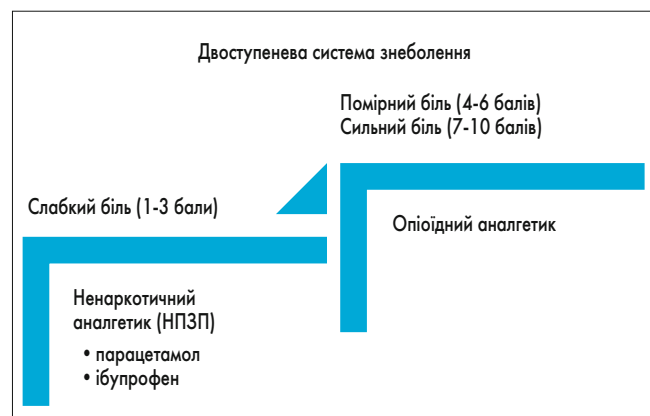 Двоступенева система знеболення
Помірний біль (4-6 балів)
Сильний біль (7-10 балів)
Слабкий біль (1-3 бали)
Опіоїдний аналгетик
Ненаркотичний
аналгетик (НПЗП)
• парацетамол
• ібупрофен